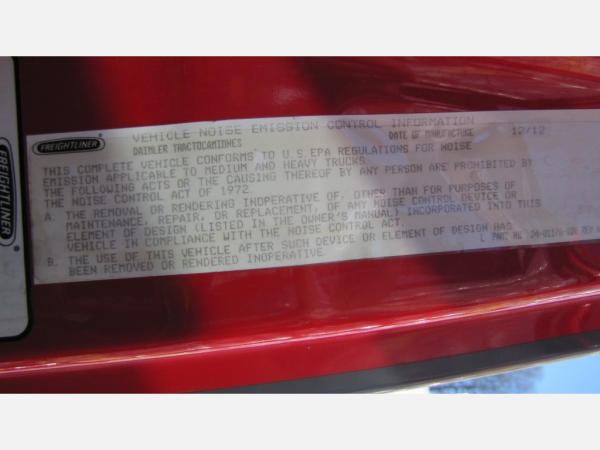 FREIGHTLINER
FREIGHTLINER
VEHICLE NOISE EMISSION CONTROL INFORMATION
DAIMLER TRACTOCAMIONES DATE OF MANUFACTURE 12/12
THIS COMPLETE VEHICLE CONFORMS TO U.S.EPA REGULATIONS FOR NOISE
EMISSION APPLICABLE TO MEDIUM AND HEAVY TRUCKS.
THE FOLLOWING ACTS OR THE CAUSING THEREOF BY ANY PERSON ARE PROHIBITED BY
THE NOISE CONTROL ACT OF 1972.
A. THE REMOVAL OR RENDERING INOPERATIVE OF, OTHER THAN FOR PURPOSES OF
MAINTENANCE, REPAIR, OR REPLACEMENT, OF ANY NOISE CONTROL DEVICE OR
ELEMENT OF DESIGN (LISTED IN THE OWNER'S MANUAL) INCORPORATED INTO THIS
VEHICLE IN COMPLIANCE WITH THE NOISE CONTROL ACT.
B. THE USE OF THIS VEHICLE AFTER SUCH DEVICE OR ELEMENT OF DESIGN HAS
BEEN REMOVED OR RENDERED INOPERATIVE
PART NO. REV